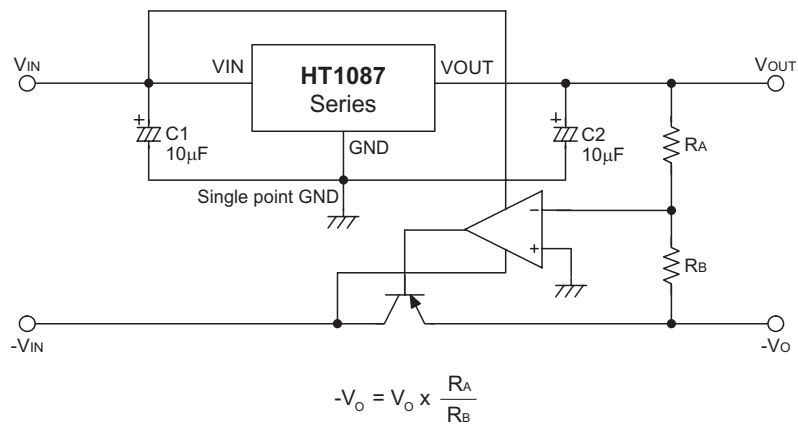 VIN
VIN
HT1087
Series
VOUT
VOUT
+
C1
10μF
GND
+
C2
10μF
RA
Single point GND
−
+
RB
-VIN
-VO
-VO = VO x RA
RB